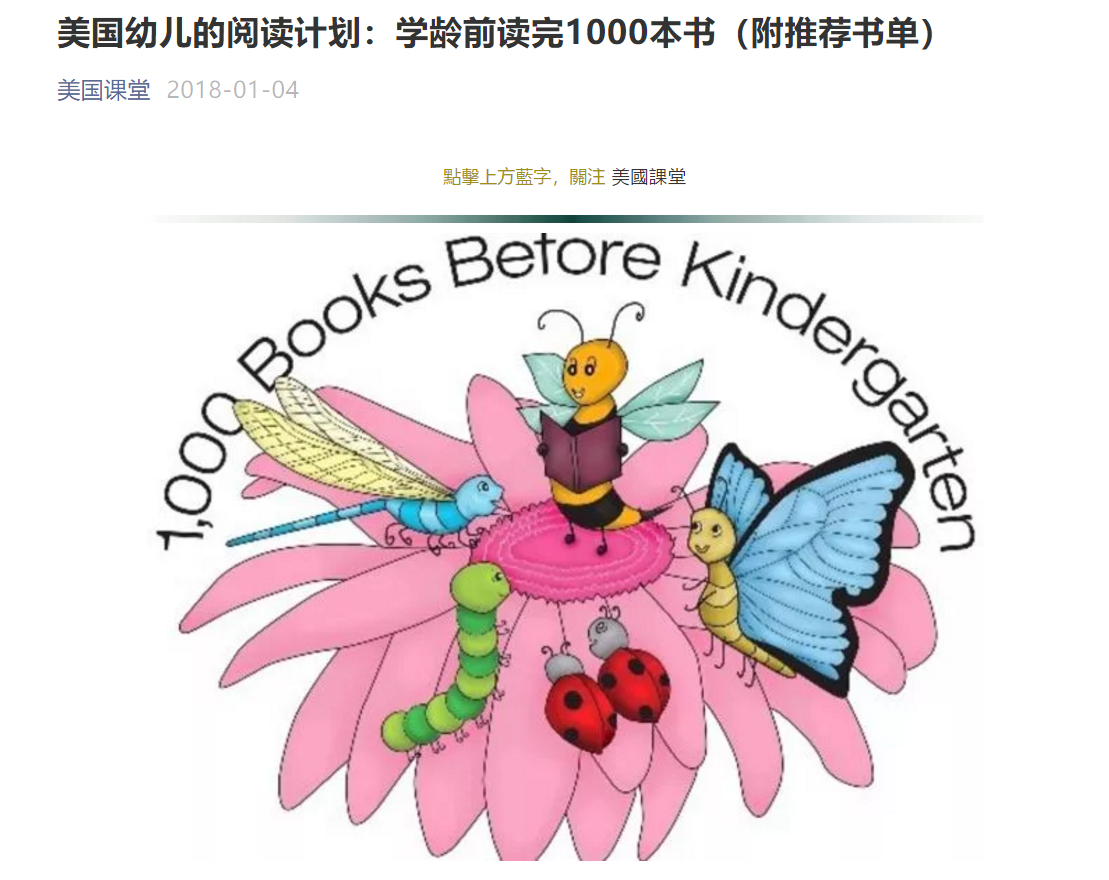 美国幼儿的阅读计划：学龄前读完1000本书（附推荐书单）
美国课堂 2018-01-04
點擊上方藍字，關注 美國課堂
1,000 Books Before Kindergarten